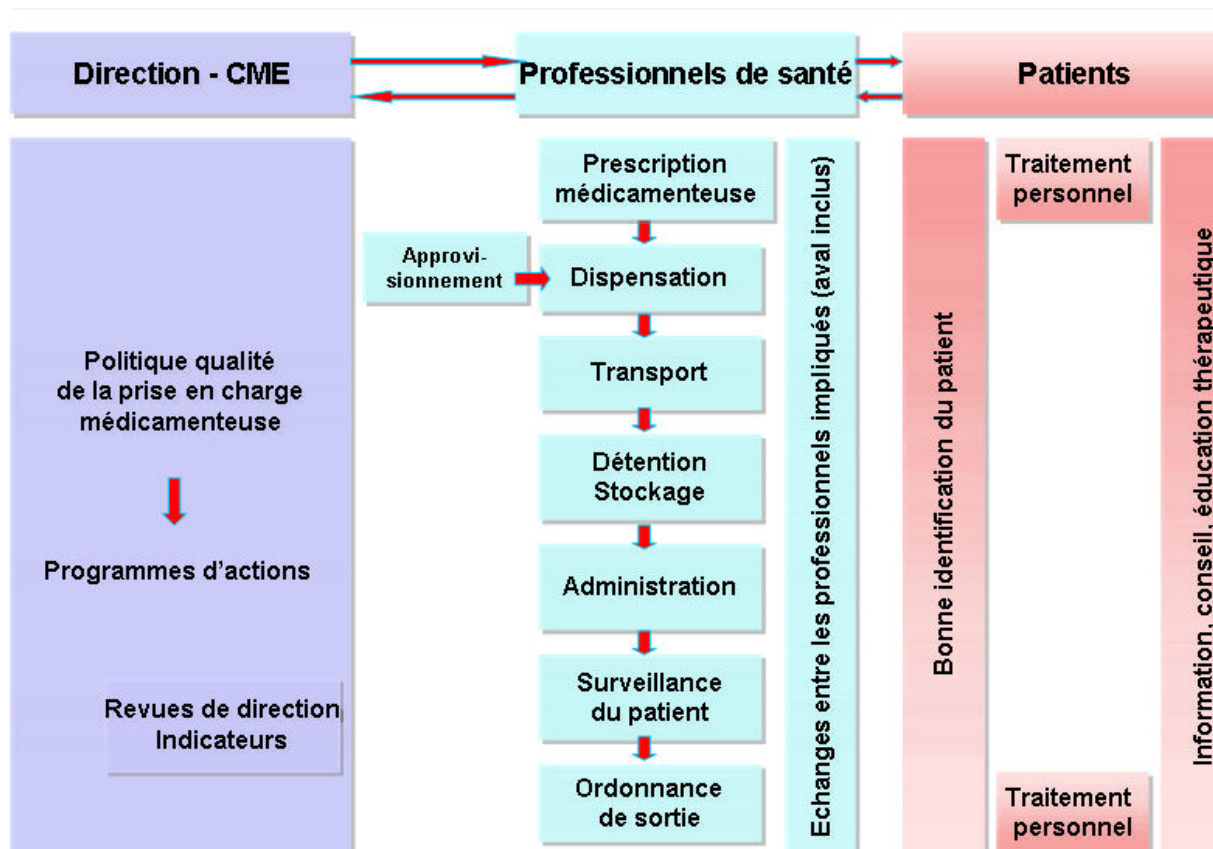 Direction - CME
Professionnels de santé
Patients
Politique qualité
de la prise en charge
médicamenteuse
Programmes d'actions
Revues de direction
Indicateurs
Approvi-
sionnement
Prescription
médicamenteuse
Dispensation
Transport
Détention
Stockage
Administration
Surveillance
du patient
Ordonnance
de sortie
Echanges entre les professionnels impliqués (aval inclus)
Bonne identification du patient
Traitement
personnel
Traitement
personnel
Information, conseil, éducation thérapeutique